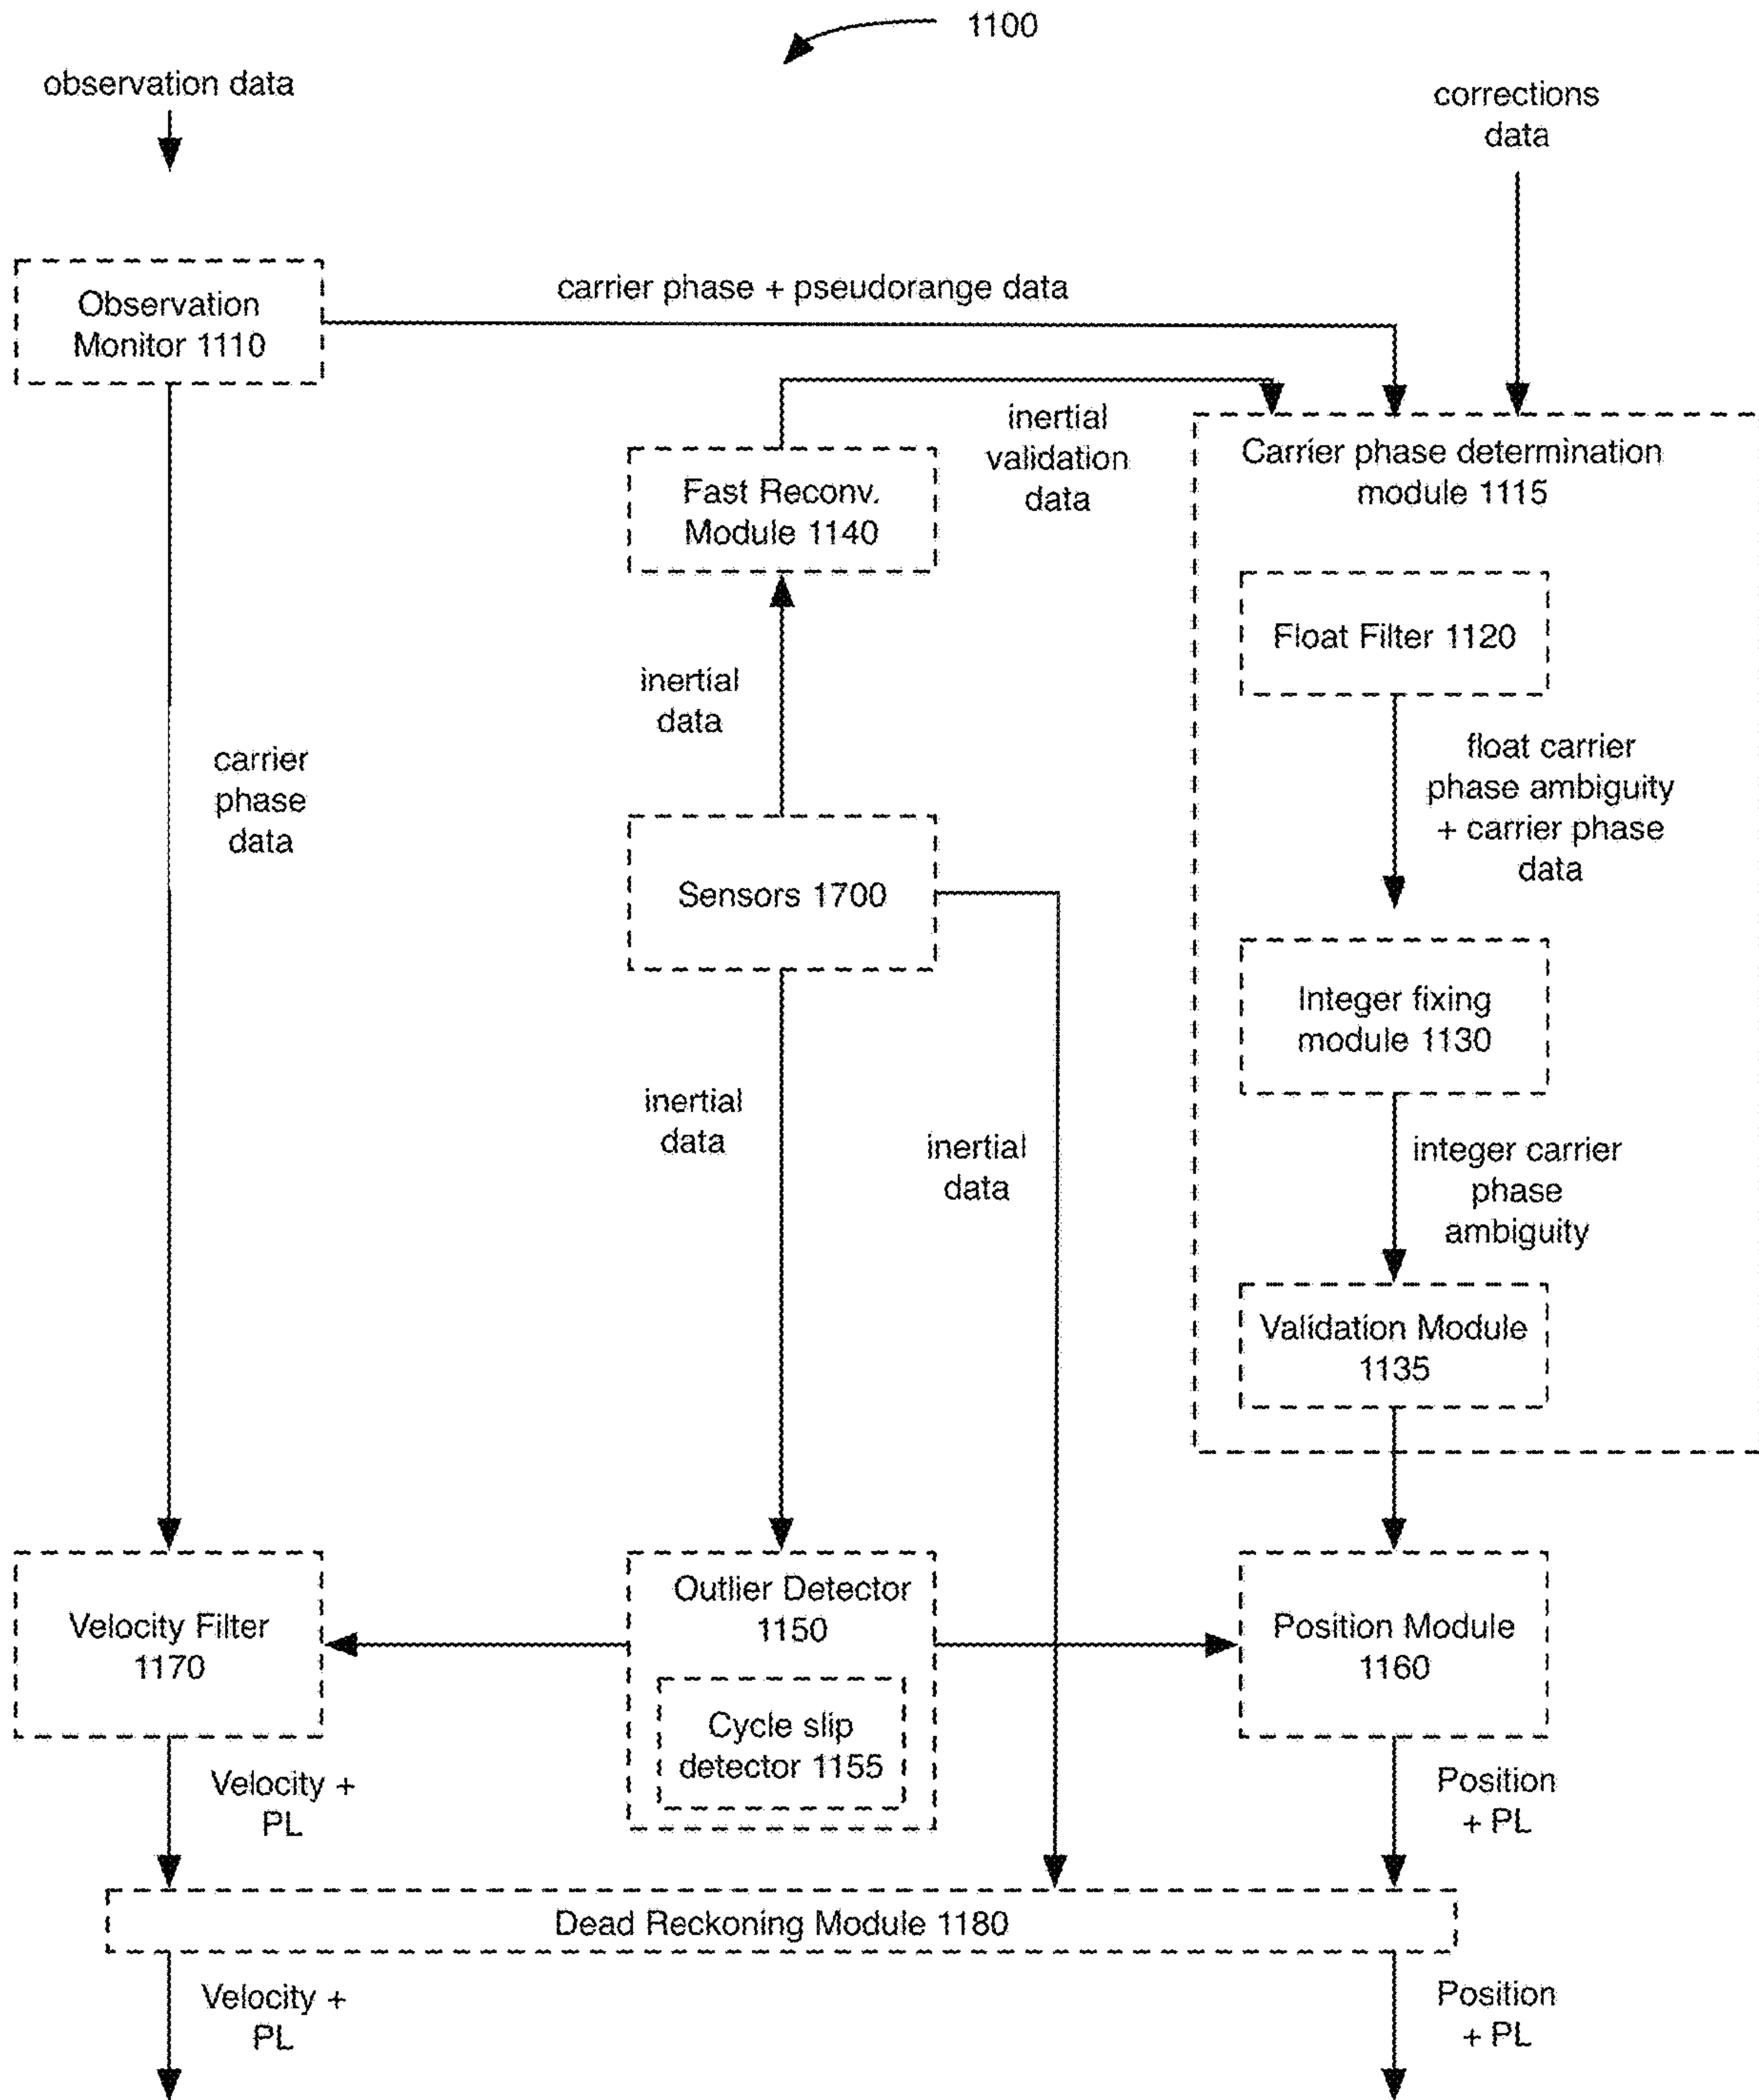 1100
observation data
corrections
data
Observation
Monitor 1110
carrier phase + pseudorange data
inertial
validation
data
Carrier phase determination
module 1115
Fast Reconv.
Module 1140
Float Filter 1120
inertial
data
float carrier
phase ambiguity
+ carrier phase
data
carrier
phase
data
Sensors 1700
Integer fixing
module 1130
inertial
data
inertial
data
integer carrier
phase
ambiguity
Validation Module
1135
Velocity Filter
1170
Outlier Detector
1150
Cycle slip
detector 1155
Position Module
1160
Velocity +
PL
Position
+ PL
Dead Reckoning Module 1180
Velocity +
PL
Position
+ PL